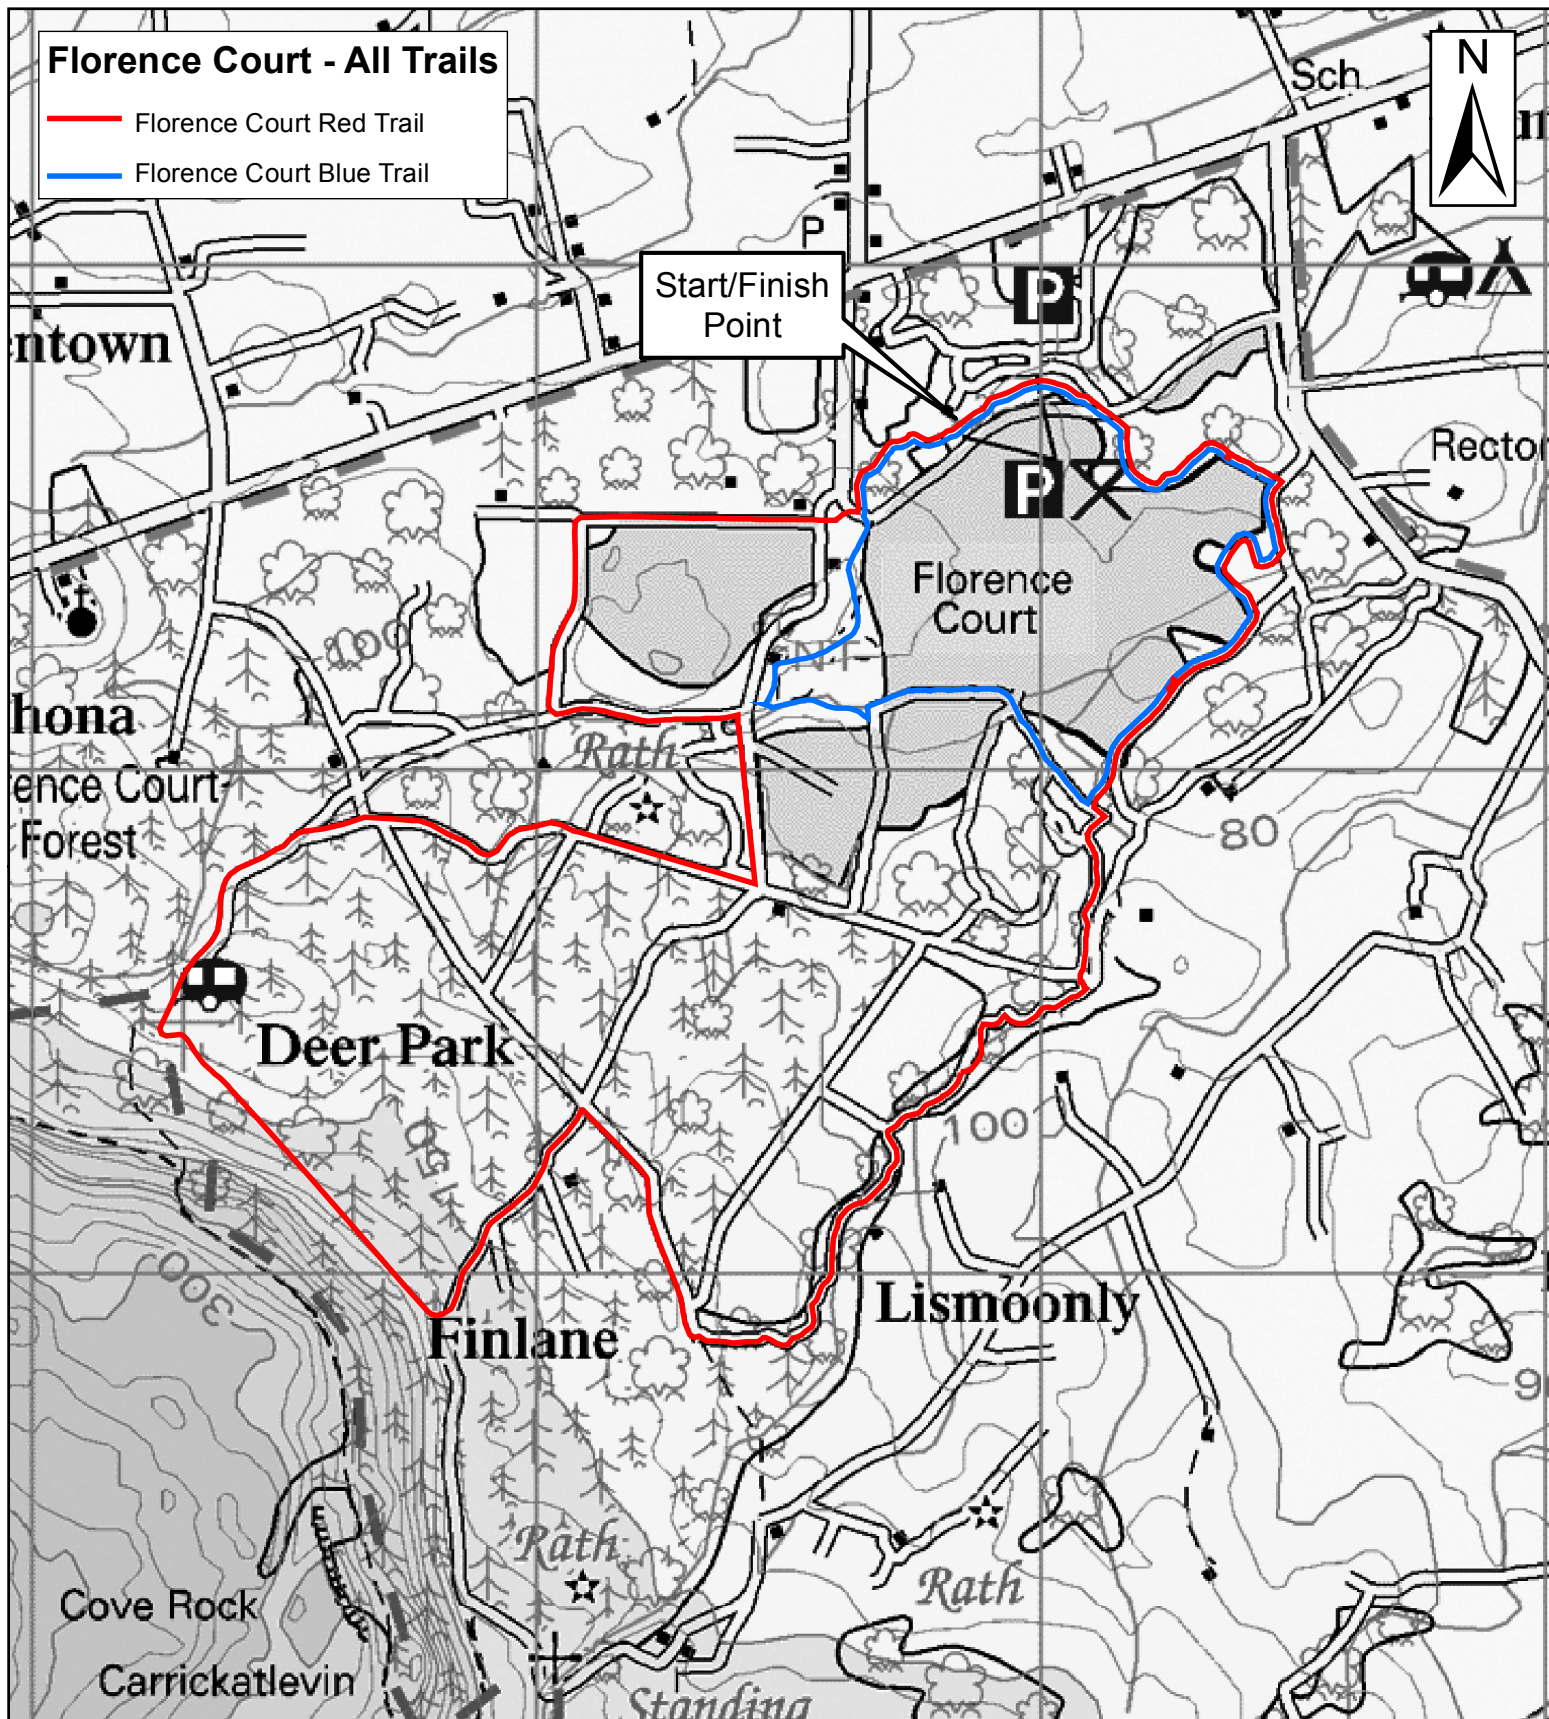 Florence Court - All Trails
Florence Court Red Trail
Florence Court Blue Trail
N
Sch
P
Start/Finish
Point
P
ntown
Rector
P
Florence
Court
100
hona
Rath
ence Court
Forest
80
Deer Park
100
150
300
Lismoonly
Finlane
90
Rath
Rath
Cove Rock
Carrickatlevin
Standing